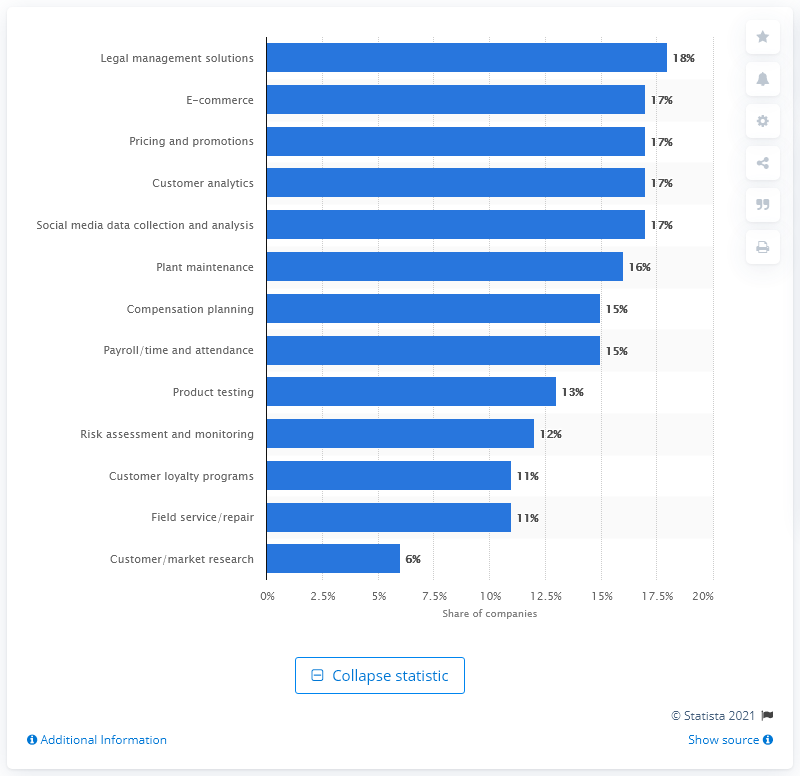 Legal management solutions 18%
E-commerce 17%
Pricing and promotions 17%
Customer analytics 17%
Social media data collection and analysis 17%
Plant maintenance 16%
Compensation planning 15%
Payroll/time and attendance 15%
Product testing 13%
Risk assessment and monitoring 12%
Customer loyalty programs 11%
Field service/repair 11%
Customer/market research 6%
0% 2.5% 5% 7.5% 10% 12.5% 15% 17.5% 20%
Share of companies
Collapse statistic
© Statista 2021
Additional Information Show source